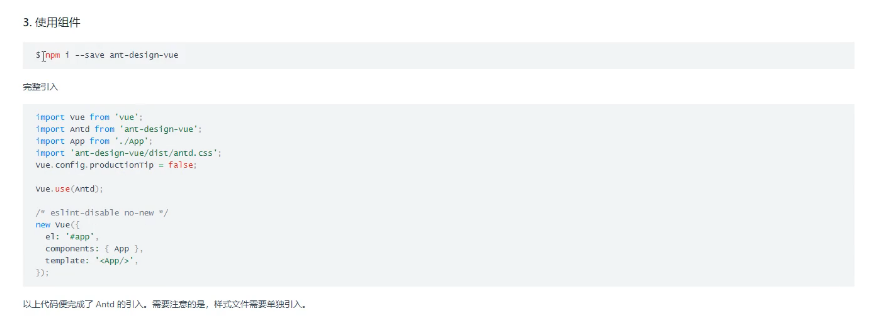 3. 使用组件
$ npm i --save ant-design-vue
完整引入
import Vue from 'vue';
import Antd from 'ant-design-vue';
import App from './App';
import 'ant-design-vue/dist/antd.css';
Vue.config.productionTip = false;
Vue.use(Antd);
/* eslint-disable no-new */
new Vue({
  el: '#app',
  components: { App },
  template: '<App/>',
});
以上代码便完成了 Antd 的引入。需要注意的是，样式文件需要单独引入。